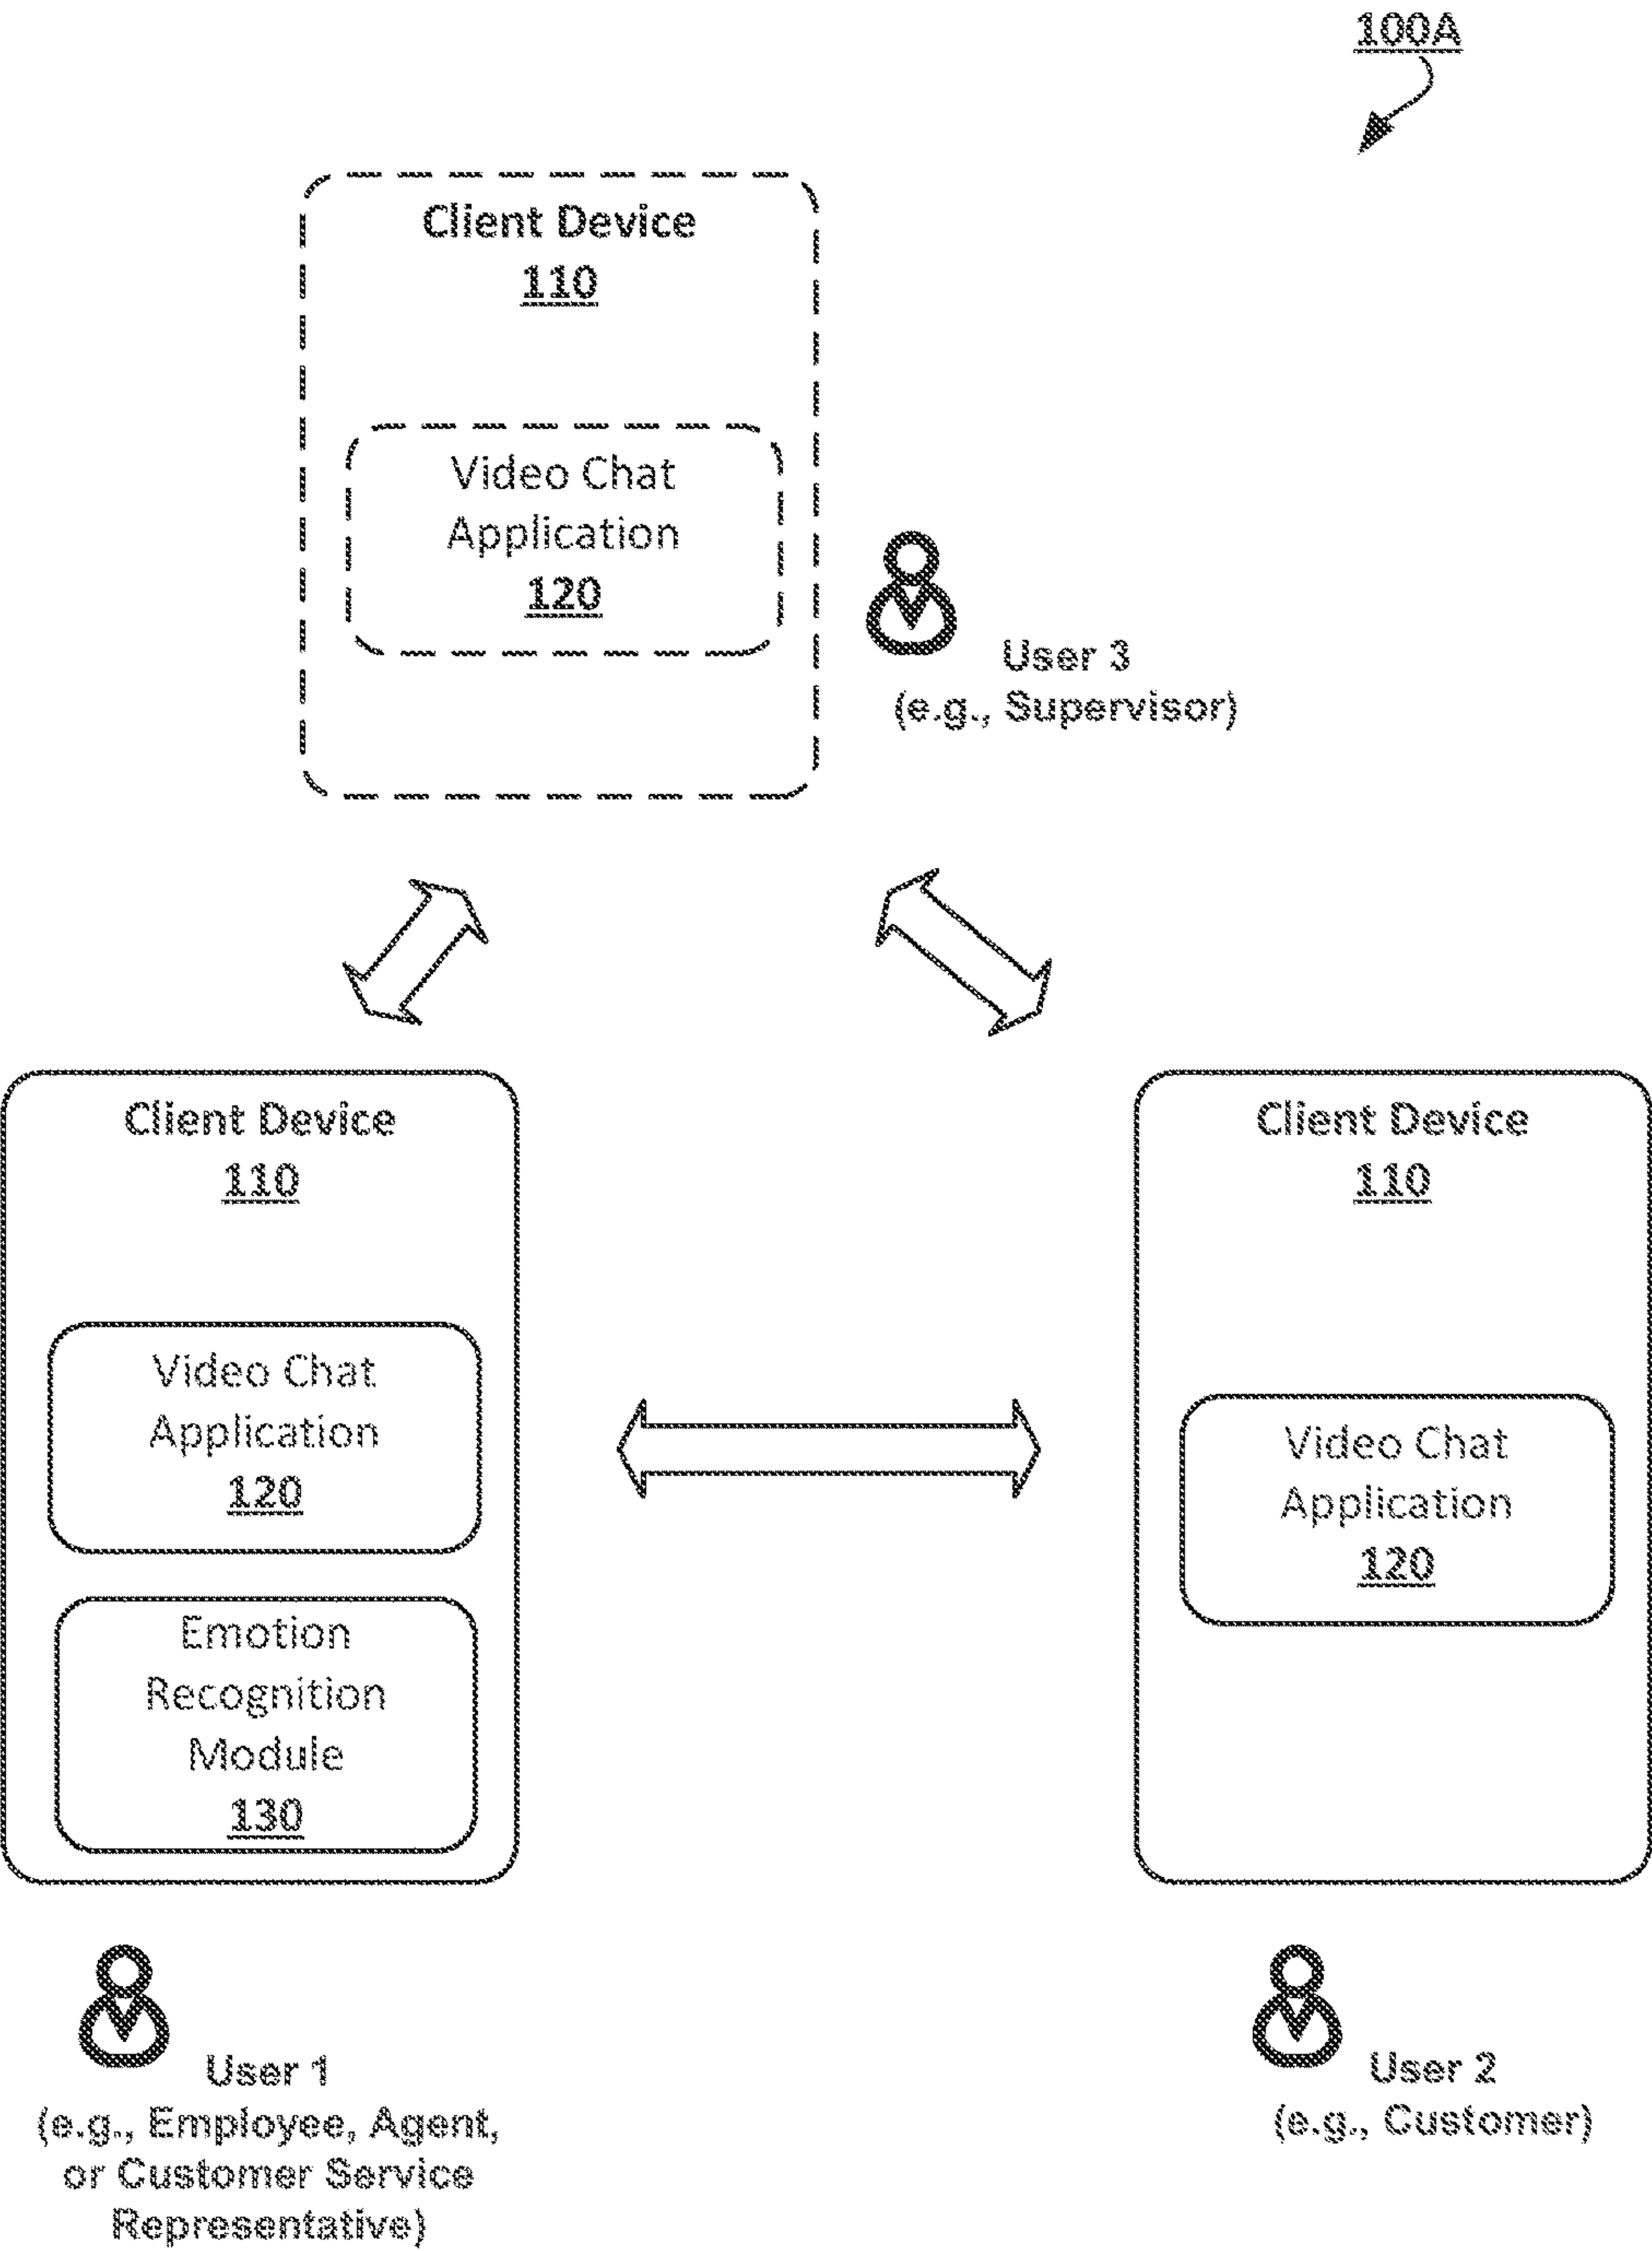 100A
Client Device
110
Video Chat
Application
120
User 3
(e.g., Supervisor)
Client Device
110
Video Chat
Application
120
Emotion
Recognition
Module
130
Client Device
110
Video Chat
Application
120
User 1
(e.g., Employee, Agent,
or Customer Service
Representative)
User 2
(e.g., Customer)